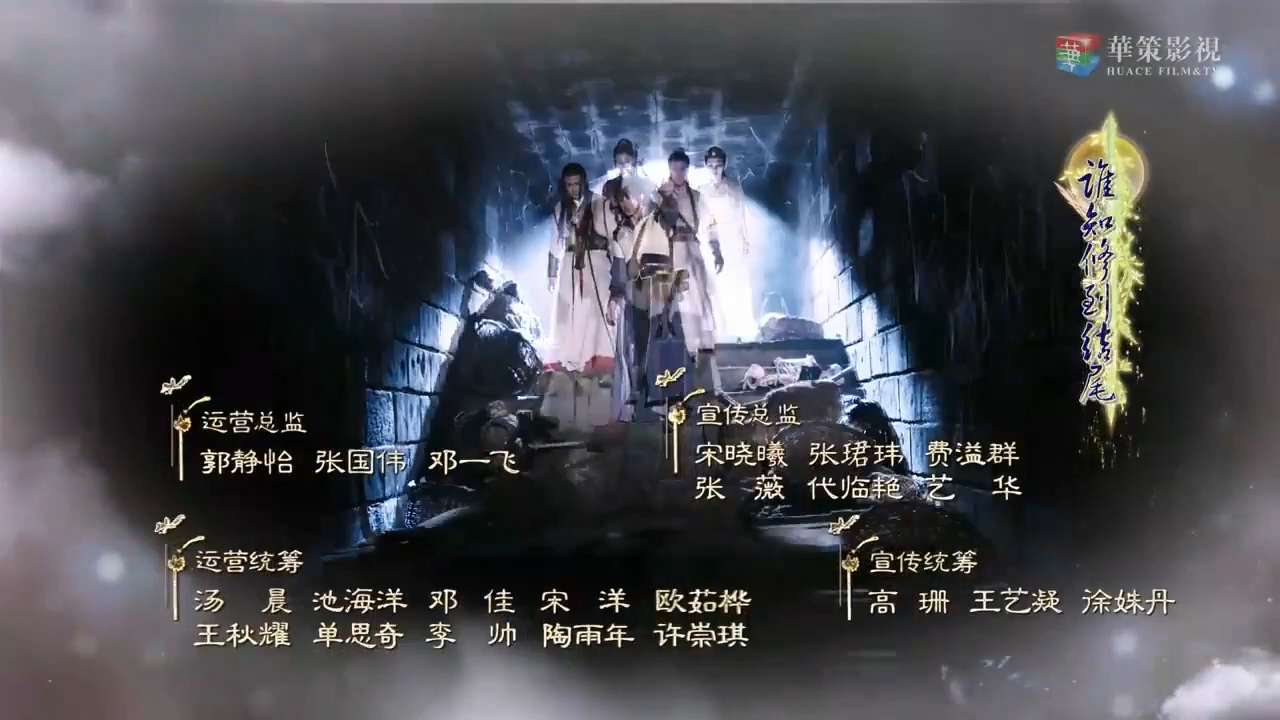 華策影視
HUACE FILM&TV
谁知修到结尾
运营总监
郭静怡 张国伟 邓一飞
宣传总监
宋晓曦 张珺玮 费溢群
张 薇 代临艳 艺 华
运营统筹
汤 晨 池海洋 邓 佳 宋 洋 欧茹桦
王秋耀 单思奇 李 帅 陶雨年 许崇琪
宣传统筹
高 珊 王艺凝 徐姝丹